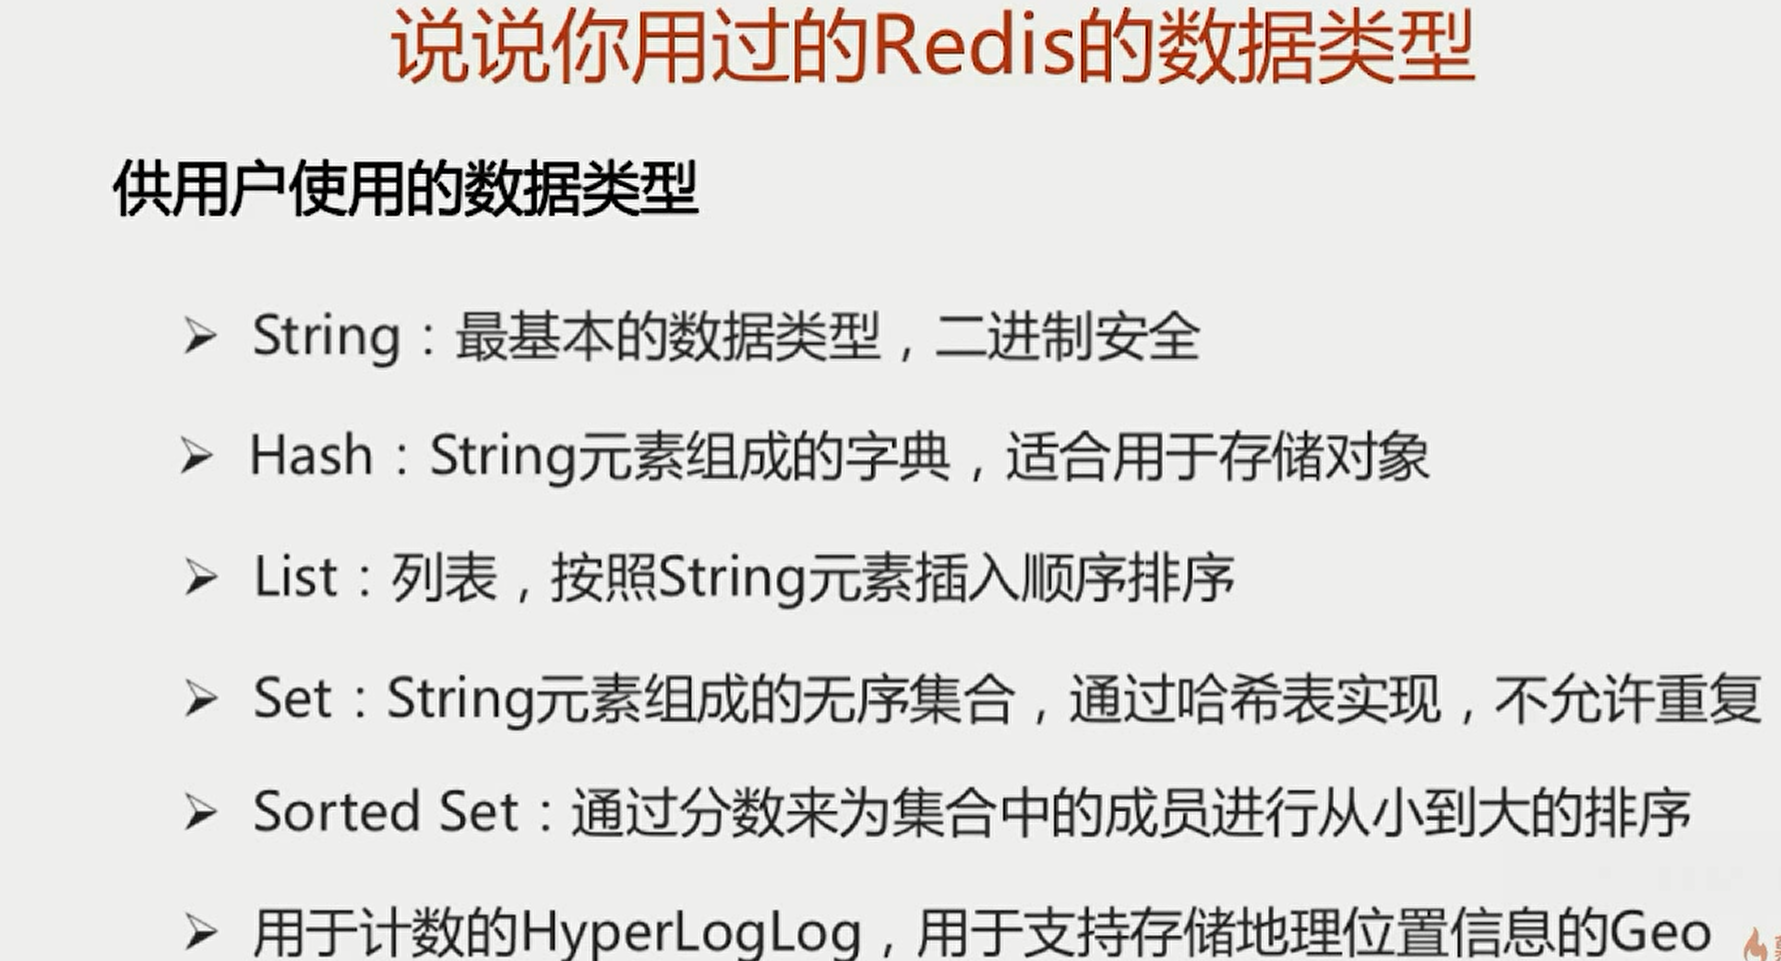 说说你用过的Redis的数据类型
供用户使用的数据类型
String：最基本的数据类型，二进制安全
Hash：String元素组成的字典，适合用于存储对象
List：列表，按照String元素插入顺序排序
Set：String元素组成的无序集合，通过哈希表实现，不允许重复
Sorted Set：通过分数来为集合中的成员进行从小到大的排序
用于计数的HyperLogLog，用于支持存储地理位置信息的Geo